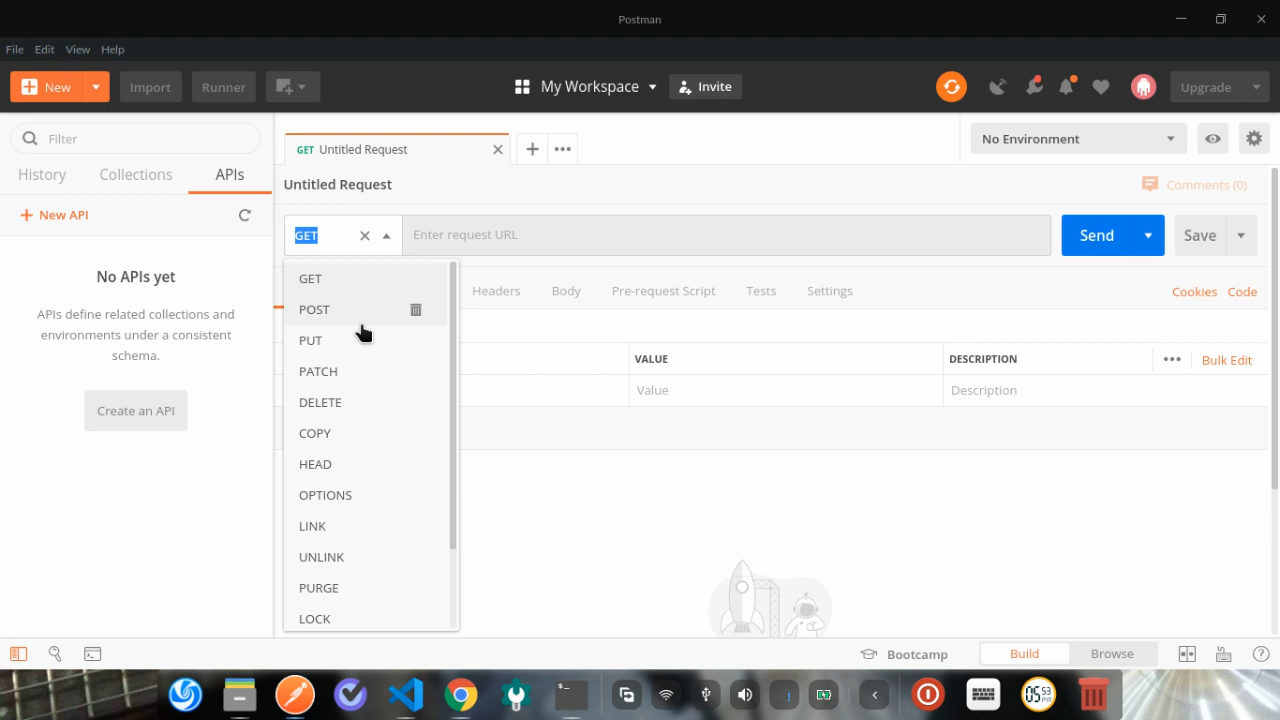 Postman
File Edit View Help
New Import Runner My Workspace Invite Upgrade
Filter
History Collections APIs
New API
No APIs yet
APIs define related collections and
environments under a consistent
schema.
Create an API
GET Untitled Request
No Environment
Untitled Request
Comments (0)
GET
Enter request URL
Send
Save
Headers Body Pre-request Script Tests Settings
Cookies Code
VALUE DESCRIPTION
Bulk Edit
Value Description
GET
POST
PUT
PATCH
DELETE
COPY
HEAD
OPTIONS
LINK
UNLINK
PURGE
LOCK
Bootcamp Build Browse
05 53